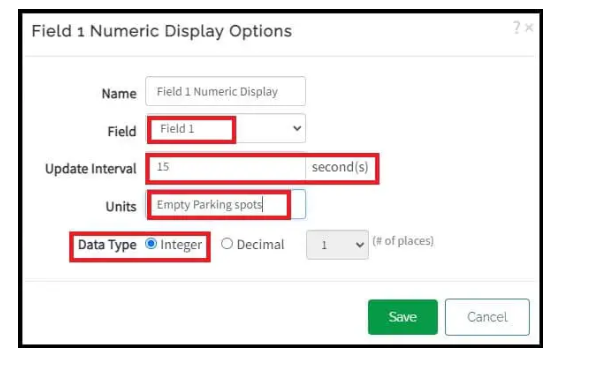 Field 1 Numeric Display Options ? ×
Name Field 1 Numeric Display
Field Field 1
Update Interval 15 second(s)
Units Empty Parking spots
Data Type Integer Decimal 1 (# of places)
Save Cancel